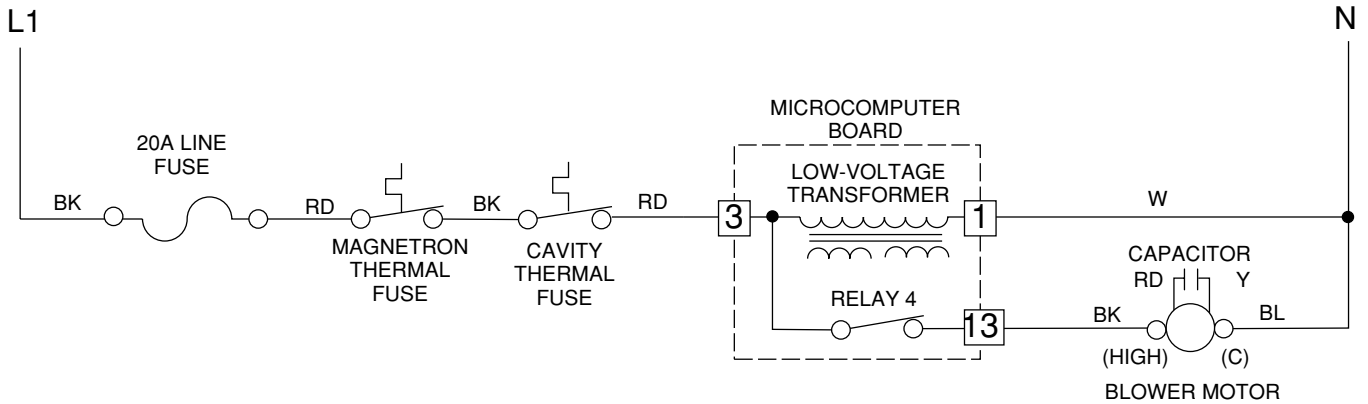 L1
N
MICROCOMPUTER
BOARD
20A LINE
FUSE
LOW-VOLTAGE
TRANSFORMER
BK
RD
BK
RD
3
1
W
MAGNETRON
THERMAL
FUSE
CAVITY
THERMAL
FUSE
CAPACITOR
RD
Y
RELAY 4
13
BK
BL
(HIGH)
(C)
BLOWER MOTOR